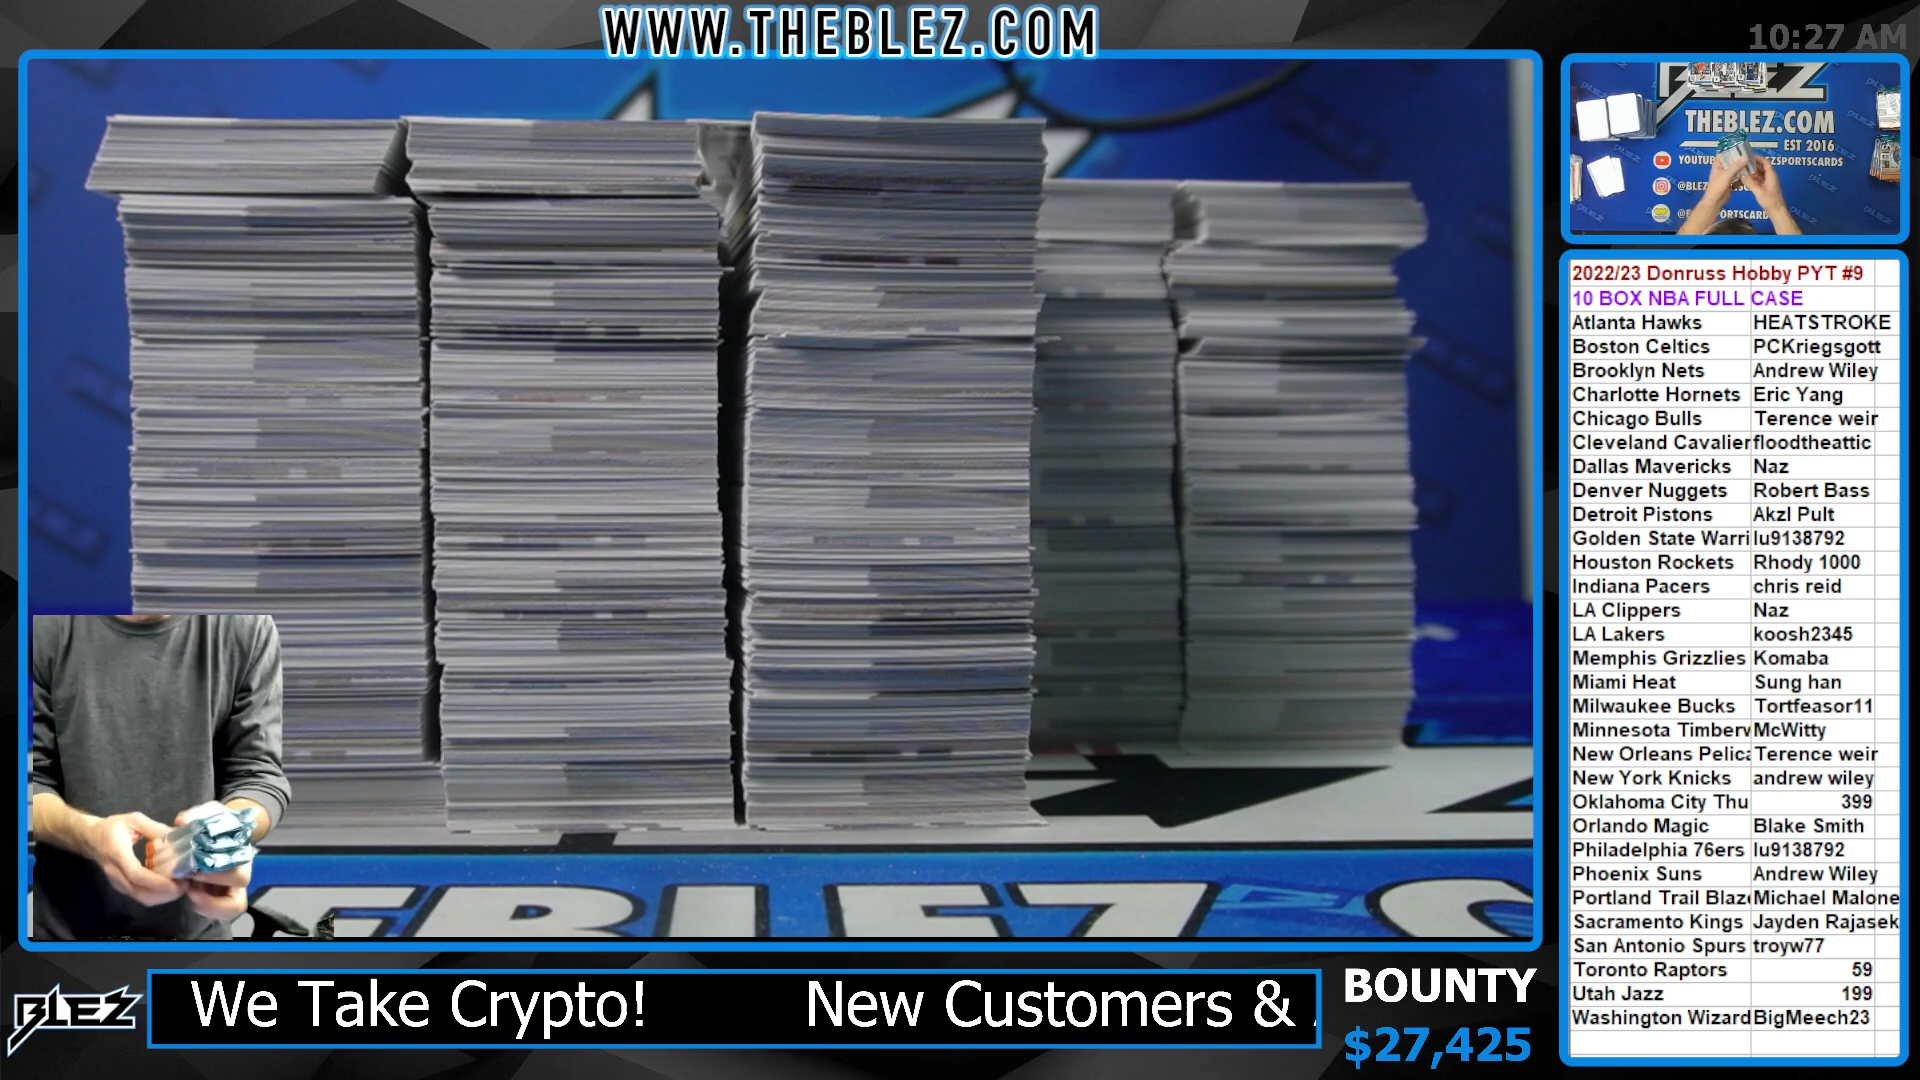 WWW.THEBLEZ.COM
10:27 AM
BLEZ
THEBLEZ.COM
EST 2016
2022/23 Donruss Hobby PYT #9
10 BOX NBA FULL CASE
Atlanta Hawks HEATSTROKE
Boston Celtics PCKriegsgott
Brooklyn Nets Andrew Wiley
Charlotte Hornets Eric Yang
Chicago Bulls Terence weir
Cleveland Cavalier floodtheattic
Dallas Mavericks Naz
Denver Nuggets Robert Bass
Detroit Pistons Akzl Pult
Golden State Warri lu9138792
Houston Rockets Rhody 1000
Indiana Pacers chris reid
LA Clippers Naz
LA Lakers koosh2345
Memphis Grizzlies Komaba
Miami Heat Sung han
Milwaukee Bucks Tortfeasor11
Minnesota Timberv McWitty
New Orleans Pelica Terence weir
New York Knicks andrew wiley
Oklahoma City Thu 399
Orlando Magic Blake Smith
Philadelphia 76ers lu9138792
Phoenix Suns Andrew Wiley
Portland Trail Blaze Michael Malone
Sacramento Kings Jayden Rajasek
San Antonio Spurs troyw77
Toronto Raptors 59
Utah Jazz 199
Washington Wizard BigMeech23
BLEZ
We Take Crypto! New Customers &
BOUNTY
$27,425